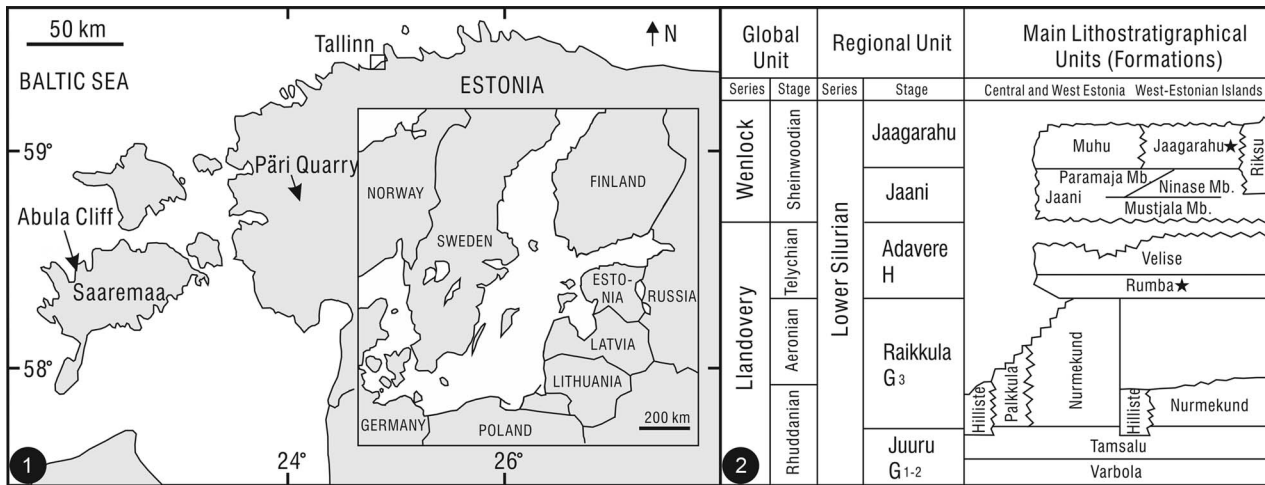 50 km
Tallinn
N
BALTIC SEA
ESTONIA
59°
Päri Quarry
Abula Cliff
Saaremaa
58°
24°
26°
NORWAY
SWEDEN
FINLAND
ESTO-
NIA
RUSSIA
LATVIA
LITHUANIA
GERMANY
POLAND
200 km
1
Global
Unit
Regional Unit
Main Lithostratigraphical
Units (Formations)
Series
Stage
Series
Stage
Central and West Estonia
West-Estonian Islands
Wenlock
Llandovery
Sheinwoodian
Telychian
Aeronian
Rhuddanian
Lower Silurian
Jaagarahu
Jaani
Adavere
H
Raikkula
G3
Juuru
G1-2
Muhu
Jaagarahu★
Riksu
Paramaja Mb.
Jaani
Ninase Mb.
Mustjala Mb.
Velise
Rumba★
Hilliste
Palkkula
Nurmekund
Hilliste
Nurmekund
Tamsalu
Varbola
2